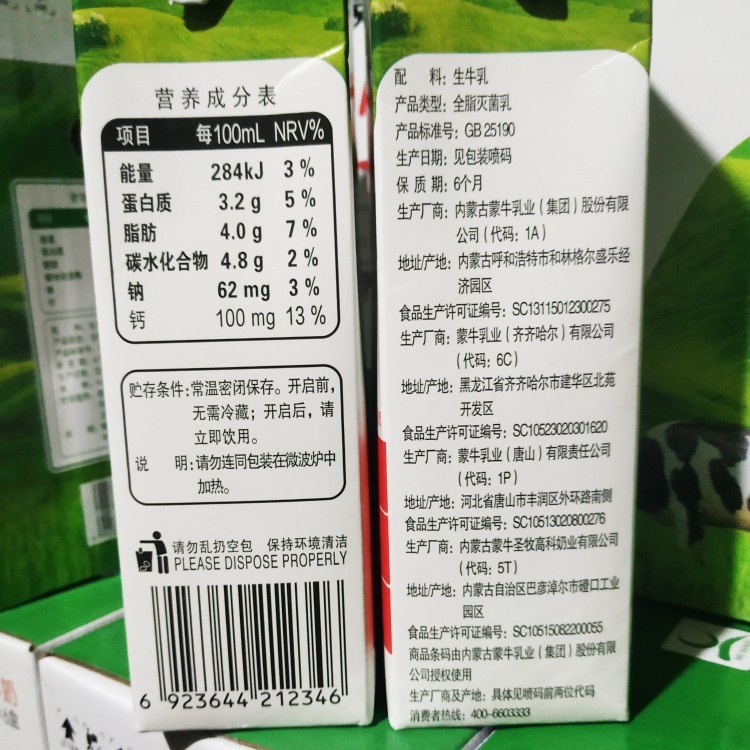 营养成分表
项目 每100mL NRV%
能量 284kJ 3%
蛋白质 3.2 g 5%
脂肪 4.0 g 7%
碳水化合物 4.8 g 2%
钠 62 mg 3%
钙 100 mg 13%
贮存条件:常温密闭保存。开启前,
无需冷藏；开启后，请
立即饮用。
说 明:请勿连同包装在微波炉中
加热。
请勿乱扔空包 保持环境清洁
PLEASE DISPOSE PROPERLY
6 923644 212346
配 料：生牛乳
产品类型：全脂灭菌乳
产品标准号：GB 25190
生产日期：见包装喷码
保 质 期：6个月
生产厂商：内蒙古蒙牛乳业（集团）股份有限
公司（代码：1A）
地址/产地：内蒙古呼和浩特市和林格尔盛乐经
济园区
食品生产许可证编号：SC13115012300275
生产厂商：蒙牛乳业（齐齐哈尔）有限公司
（代码：6C）
地址/产地：黑龙江省齐齐哈尔市建华区北苑
开发区
食品生产许可证编号：SC10523020301620
生产厂商：蒙牛乳业（唐山）有限责任公司
（代码：1P）
地址/产地：河北省唐山市丰润区外环路南侧
食品生产许可证编号：SC10513020800276
生产厂商：内蒙古蒙牛圣牧高科奶业有限公司
（代码：5T）
地址/产地：内蒙古自治区巴彦淖尔市磴口工业
园区
食品生产许可证编号：SC10515082200055
商品条码由内蒙古蒙牛乳业（集团）股份有限
公司授权使用
生产厂商及产地：具体见喷码前两位代码
消费者热线：400-6603333